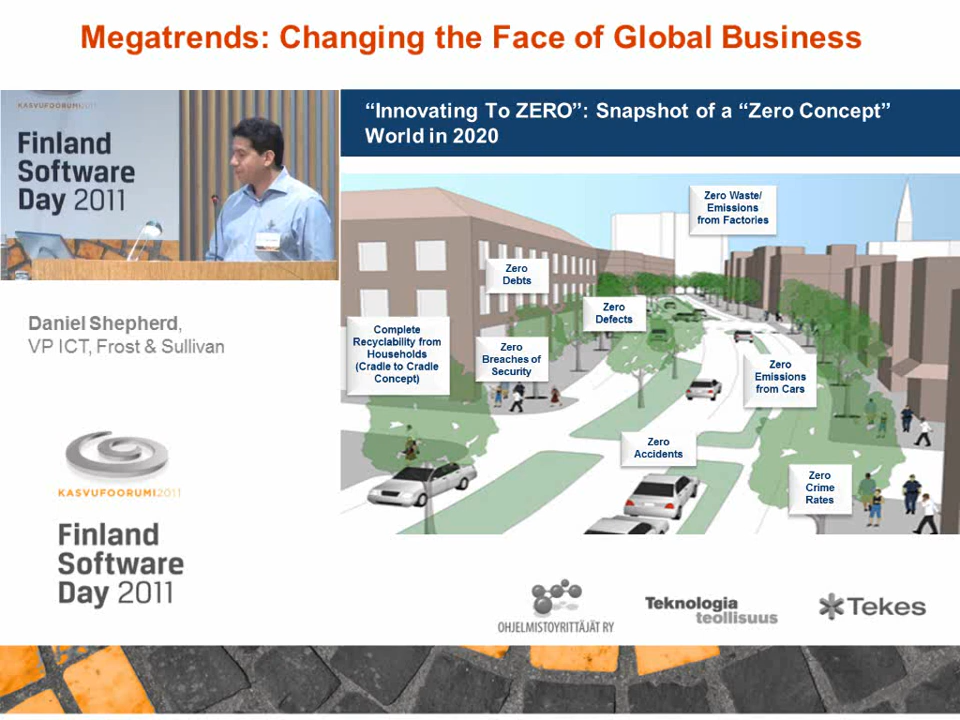 Megatrends: Changing the Face of Global Business
KASVUFOORUMI2011
Finland
Software
Day 2011
“Innovating To ZERO”: Snapshot of a “Zero Concept”
World in 2020
Zero Waste/
Emissions
from Factories
Zero
Debts
Zero
Defects
Complete
Recyclability from
Households
(Cradle to Cradle
Concept)
Zero
Breaches of
Security
Zero
Emissions
from Cars
Zero
Accidents
Zero
Crime
Rates
Daniel Shepherd,
VP ICT, Frost & Sullivan
KASVUFOORUMI2011
Finland
Software
Day 2011
OHJELMISTOYRITTÄJÄT RY
Teknologia
teollisuus
Tekes